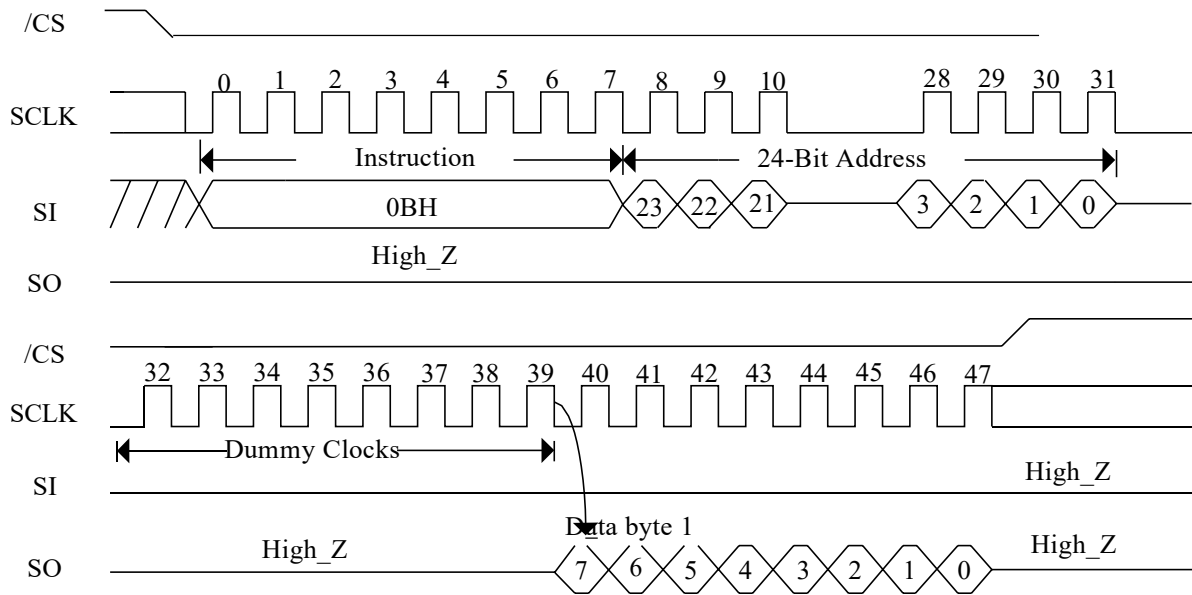 /CS
0 1 2 3 4 5 6 7 8 9 10 28 29 30 31
SCLK
Instruction 24-Bit Address
SI 0BH 23 22 21 3 2 1 0
High_Z
SO
/CS
32 33 34 35 36 37 38 39 40 41 42 43 44 45 46 47
SCLK
Dummy Clocks
SI High_Z
Data byte 1
High_Z High_Z
SO 7 6 5 4 3 2 1 0